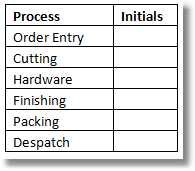 Process Initials
Order Entry
Cutting
Hardware
Finishing
Packing
Despatch